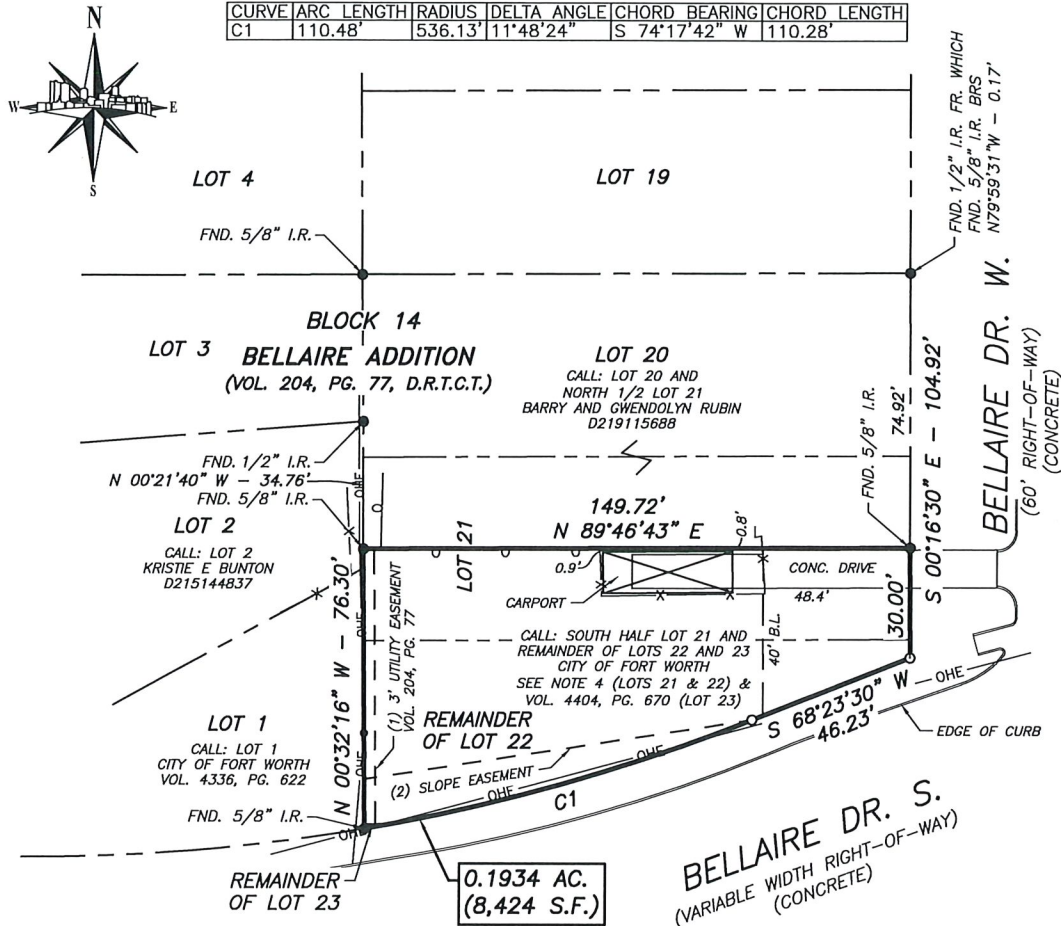 CURVE ARC LENGTH RADIUS DELTA ANGLE CHORD BEARING CHORD LENGTH
C1 110.48' 536.13' 11°48'24" S 74°17'42" W 110.28'
N
W E
S
LOT 4
LOT 19
FND. 1/2" I.R. FR. WHICH
FND. 5/8" I.R. BRS
N79°59'31"W - 0.17'
FND. 5/8" I.R.
BLOCK 14
LOT 3
BELLAIRE ADDITION
(VOL. 204, PG. 77, D.R.T.C.T.)
LOT 20
CALL: LOT 20 AND
NORTH 1/2 LOT 21
BARRY AND GWENDOLYN RUBIN
D219115688
74.92'
S 00°16'30" E - 104.92'
BELLAIRE DR. W.
(60' RIGHT-OF-WAY)
(CONCRETE)
FND. 1/2" I.R.
N 00°21'40" W - 34.76'
FND. 5/8" I.R.
OHE
FND. 5/8" I.R.
LOT 2
CALL: LOT 2
KRISTIE E BUNTON
D215144837
149.72'
N 89°46'43" E
0.8'
0.9'
LOT 21
CARPORT
CONC. DRIVE
48.4'
30.00'
40' B.L.
N 00°32'16" W - 76.30'
OHE
OHE
(1) 3' UTILITY EASEMENT
VOL. 204, PG. 77
CALL: SOUTH HALF LOT 21 AND
REMAINDER OF LOTS 22 AND 23
CITY OF FORT WORTH
SEE NOTE 4 (LOTS 21 & 22) &
VOL. 4404, PG. 670 (LOT 23)
S 68°23'30" W
46.23'
OHE
EDGE OF CURB
LOT 1
CALL: LOT 1
CITY OF FORT WORTH
VOL. 4336, PG. 622
REMAINDER
OF LOT 22
(2) SLOPE EASEMENT
OHE
OHE
C1
FND. 5/8" I.R.
REMAINDER
OF LOT 23
0.1934 AC.
(8,424 S.F.)
BELLAIRE DR. S.
(VARIABLE WIDTH RIGHT-OF-WAY)
(CONCRETE)